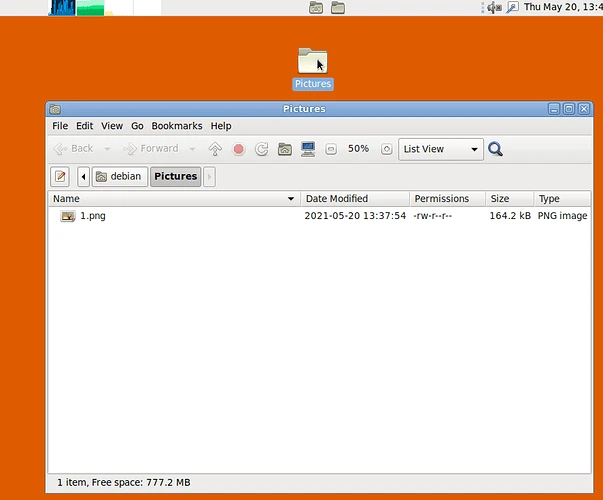 Thu May 20, 13:4
Pictures
Pictures
File Edit View Go Bookmarks Help
Back Forward 50% List View
debian Pictures
Name Date Modified Permissions Size Type
1.png 2021-05-20 13:37:54 -rw-r--r-- 164.2 kB PNG image
1 item, Free space: 777.2 MB